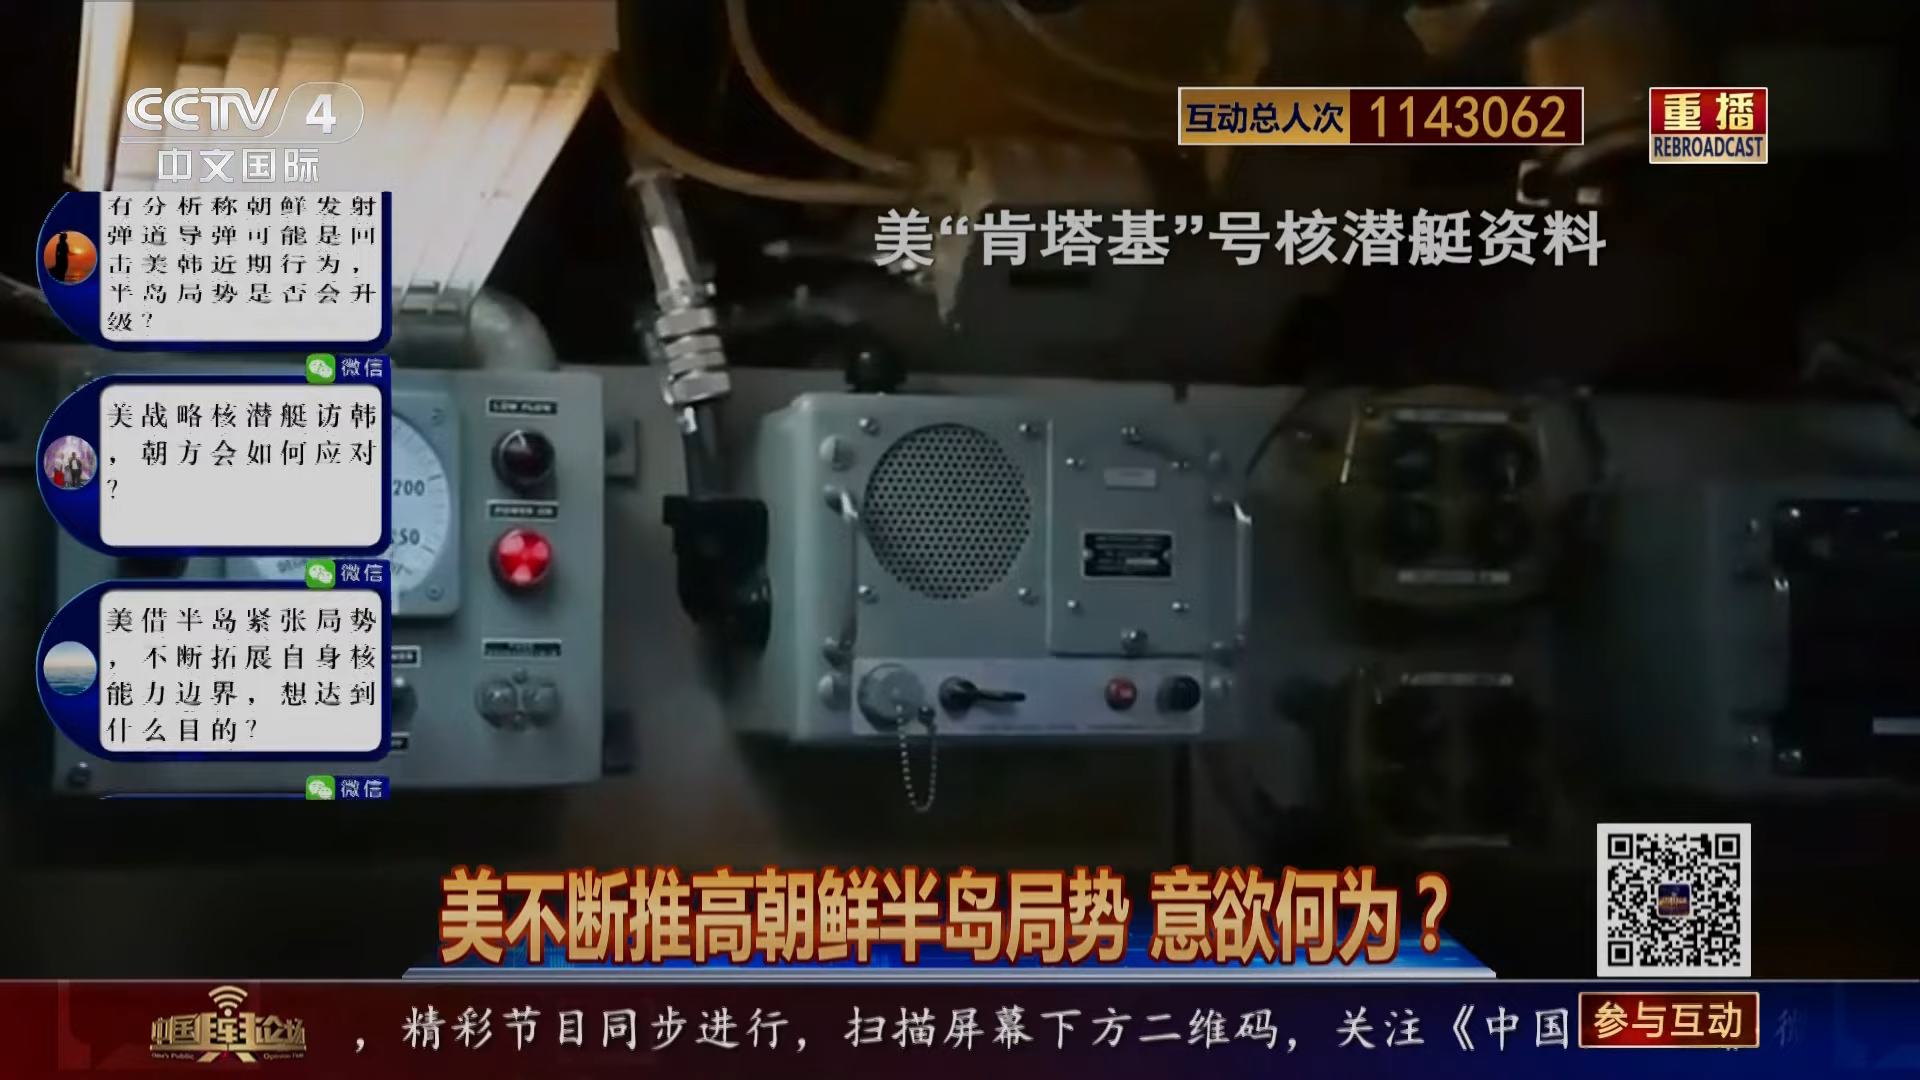 CCTV 4
中文国际
互动总人次 1143062
重播
REBROADCAST
美“肯塔基”号核潜艇资料
有分析称朝鲜发射
弹道导弹可能是回
击美韩近期行为，
半岛局势是否会升
级？
微信
美战略核潜艇访韩
，朝方会如何应对
？
微信
美借半岛紧张局势
，不断拓展自身核
能力边界，想达到
什么目的？
微信
200
250
POWER ON
美不断推高朝鲜半岛局势 意欲何为？
中国舆论场
，精彩节目同步进行，扫描屏幕下方二维码，关注《中国
参与互动